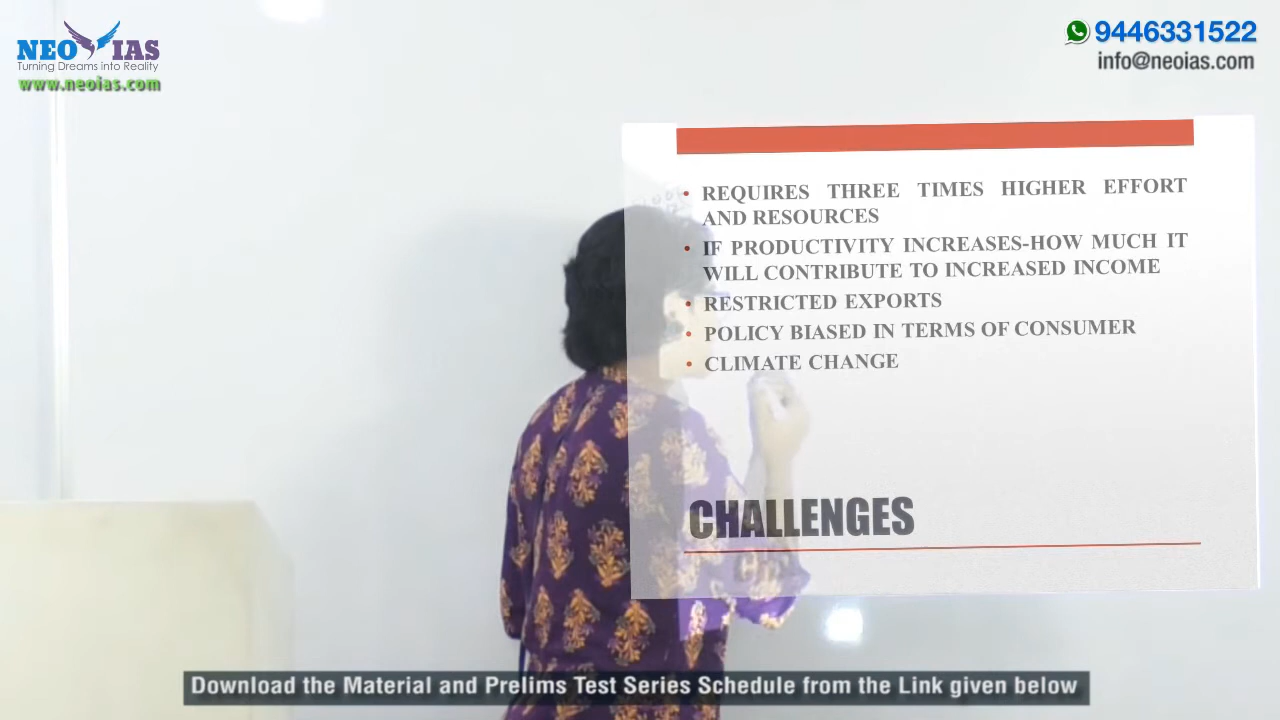 NEO IAS
Turning Dreams into Reality
www.neoias.com
9446331522
info@neoias.com
• REQUIRES THREE TIMES HIGHER EFFORT
AND RESOURCES
• IF PRODUCTIVITY INCREASES-HOW MUCH IT
WILL CONTRIBUTE TO INCREASED INCOME
• RESTRICTED EXPORTS
• POLICY BIASED IN TERMS OF CONSUMER
• CLIMATE CHANGE
CHALLENGES
Download the Material and Prelims Test Series Schedule from the Link given below